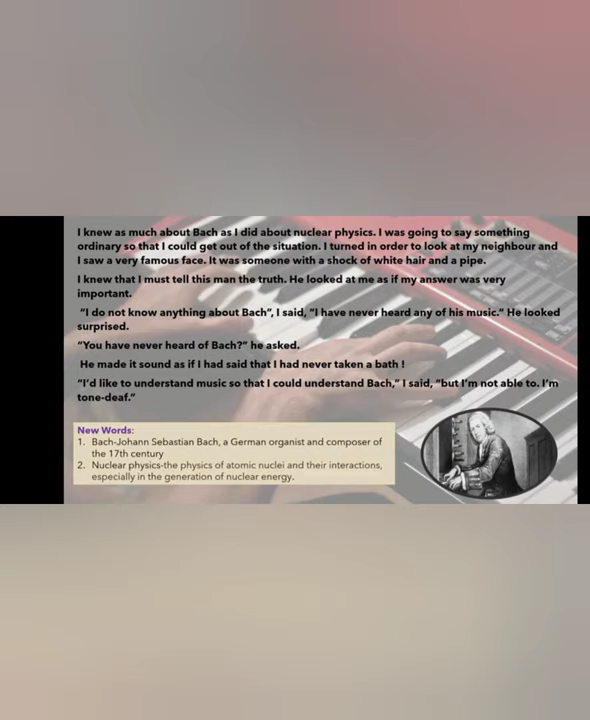 I knew as much about Bach as I did about nuclear physics. I was going to say something
ordinary so that I could get out of the situation. I turned in order to look at my neighbour and
I saw a very famous face. It was someone with a shock of white hair and a pipe.
I knew that I must tell this man the truth. He looked at me as if my answer was very
important.
"I do not know anything about Bach", I said, "I have never heard any of his music." He looked
surprised.
"You have never heard of Bach?" he asked.
He made it sound as if I had said that I had never taken a bath !
"I'd like to understand music so that I could understand Bach," I said, "but I'm not able to. I'm
tone-deaf."
New Words:
1. Bach-Johann Sebastian Bach, a German organist and composer of
the 17th century
2. Nuclear physics-the physics of atomic nuclei and their interactions,
especially in the generation of nuclear energy.